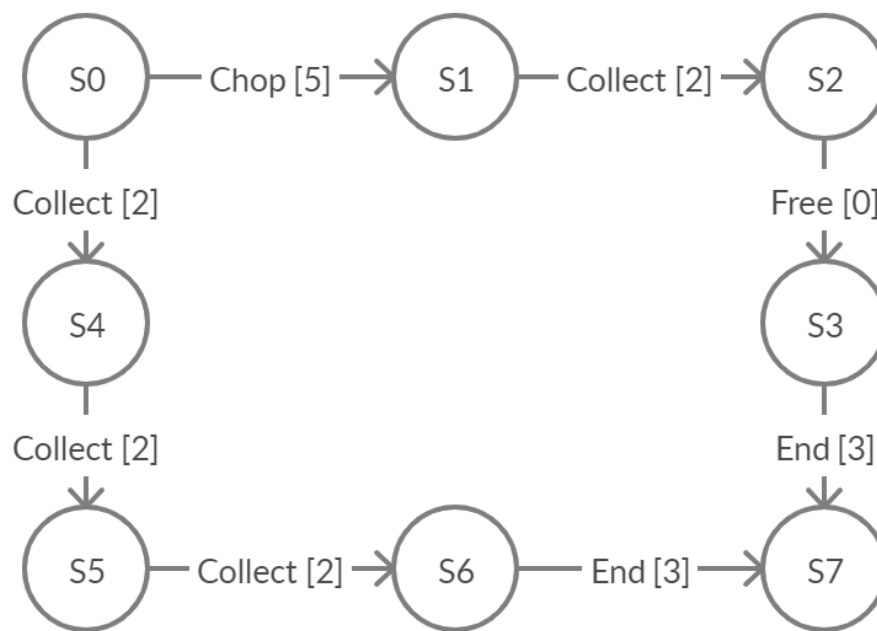 S0 Chop [5] S1 Collect [2] S2
Collect [2] Free [0]
S4 S3
Collect [2] End [3]
S5 Collect [2] S6 End [3] S7